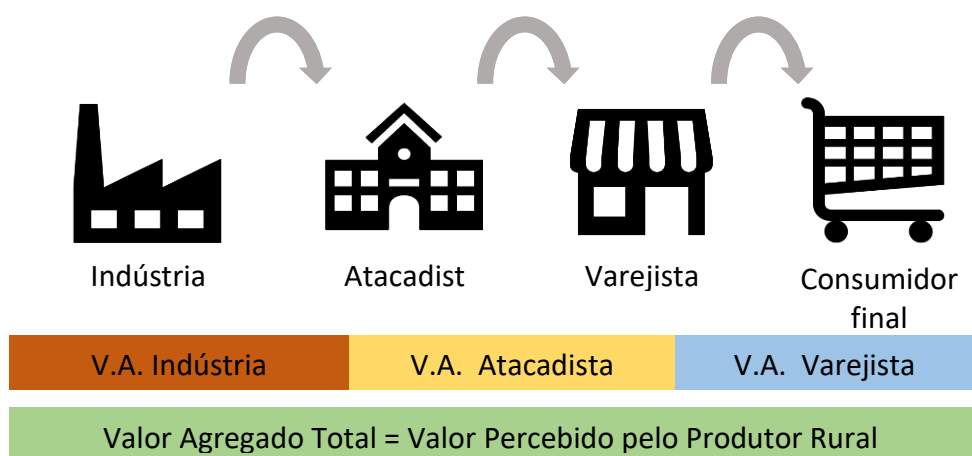 Indústria
Atacadist
Varejista
Consumidor
final
V.A. Indústria
V.A. Atacadista
V.A. Varejista
Valor Agregado Total = Valor Percebido pelo Produtor Rural